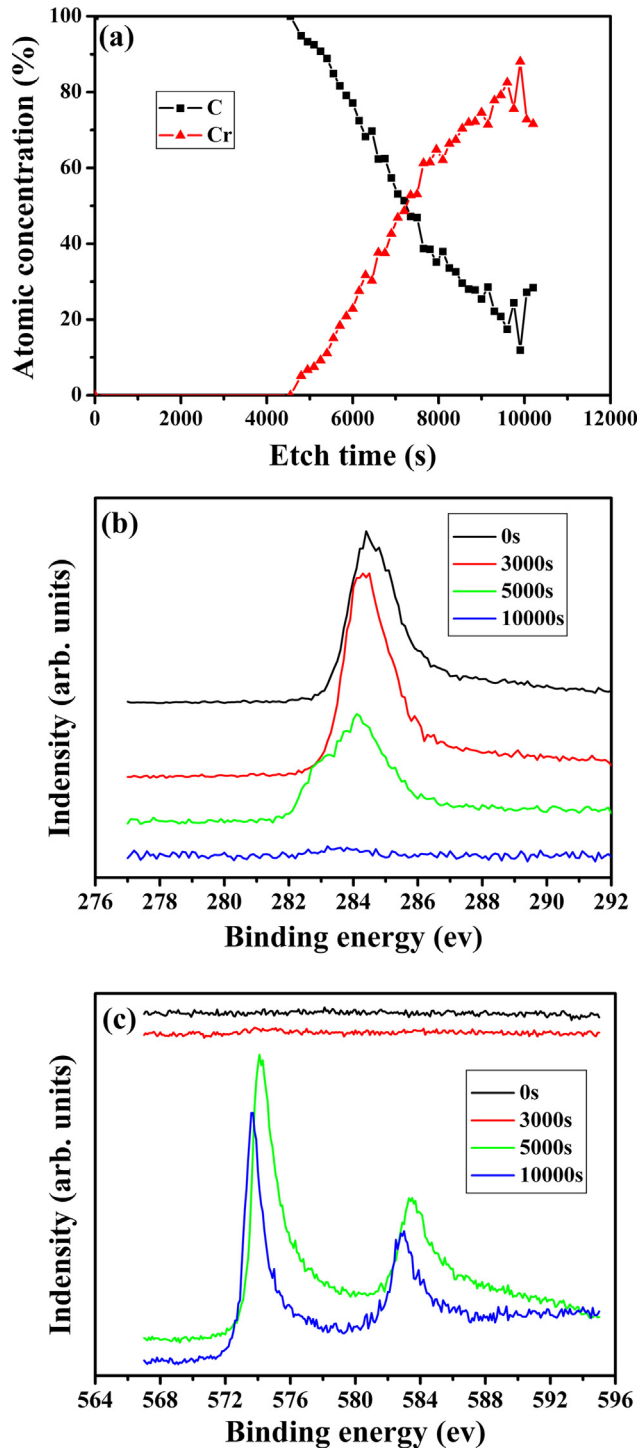 (a)
C
Cr
Atomic concentration (%)
100
80
60
40
20
0
0 2000 4000 6000 8000 10000 12000
Etch time (s)
(b)
0s
3000s
5000s
10000s
Indensity (arb. units)
276 278 280 282 284 286 288 290 292
Binding energy (ev)
(c)
0s
3000s
5000s
10000s
Indensity (arb. units)
564 568 572 576 580 584 588 592 596
Binding energy (ev)